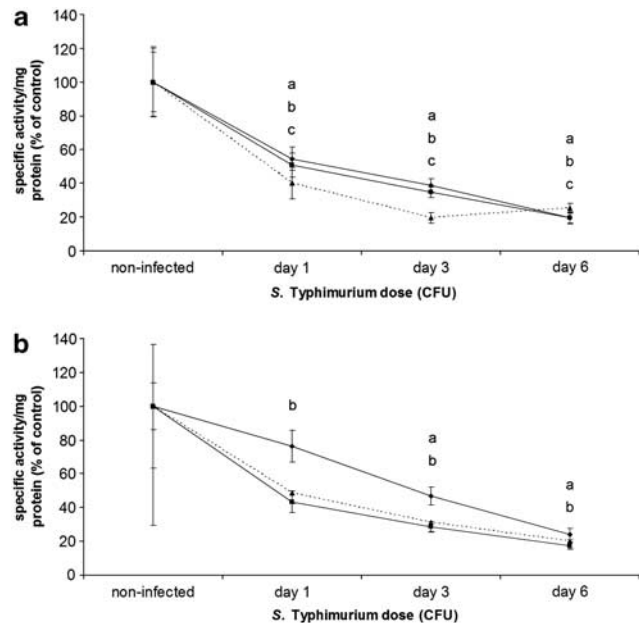 a
140
120
100
80
60
40
20
0
specific activity/mg
protein (% of control)
a
b
c
a
b
c
a
b
c
non-infected day 1 day 3 day 6
S. Typhimurium dose (CFU)
b
140
120
100
80
60
40
20
0
specific activity/mg
protein (% of control)
b
a
b
a
b
non-infected day 1 day 3 day 6
S. Typhimurium dose (CFU)